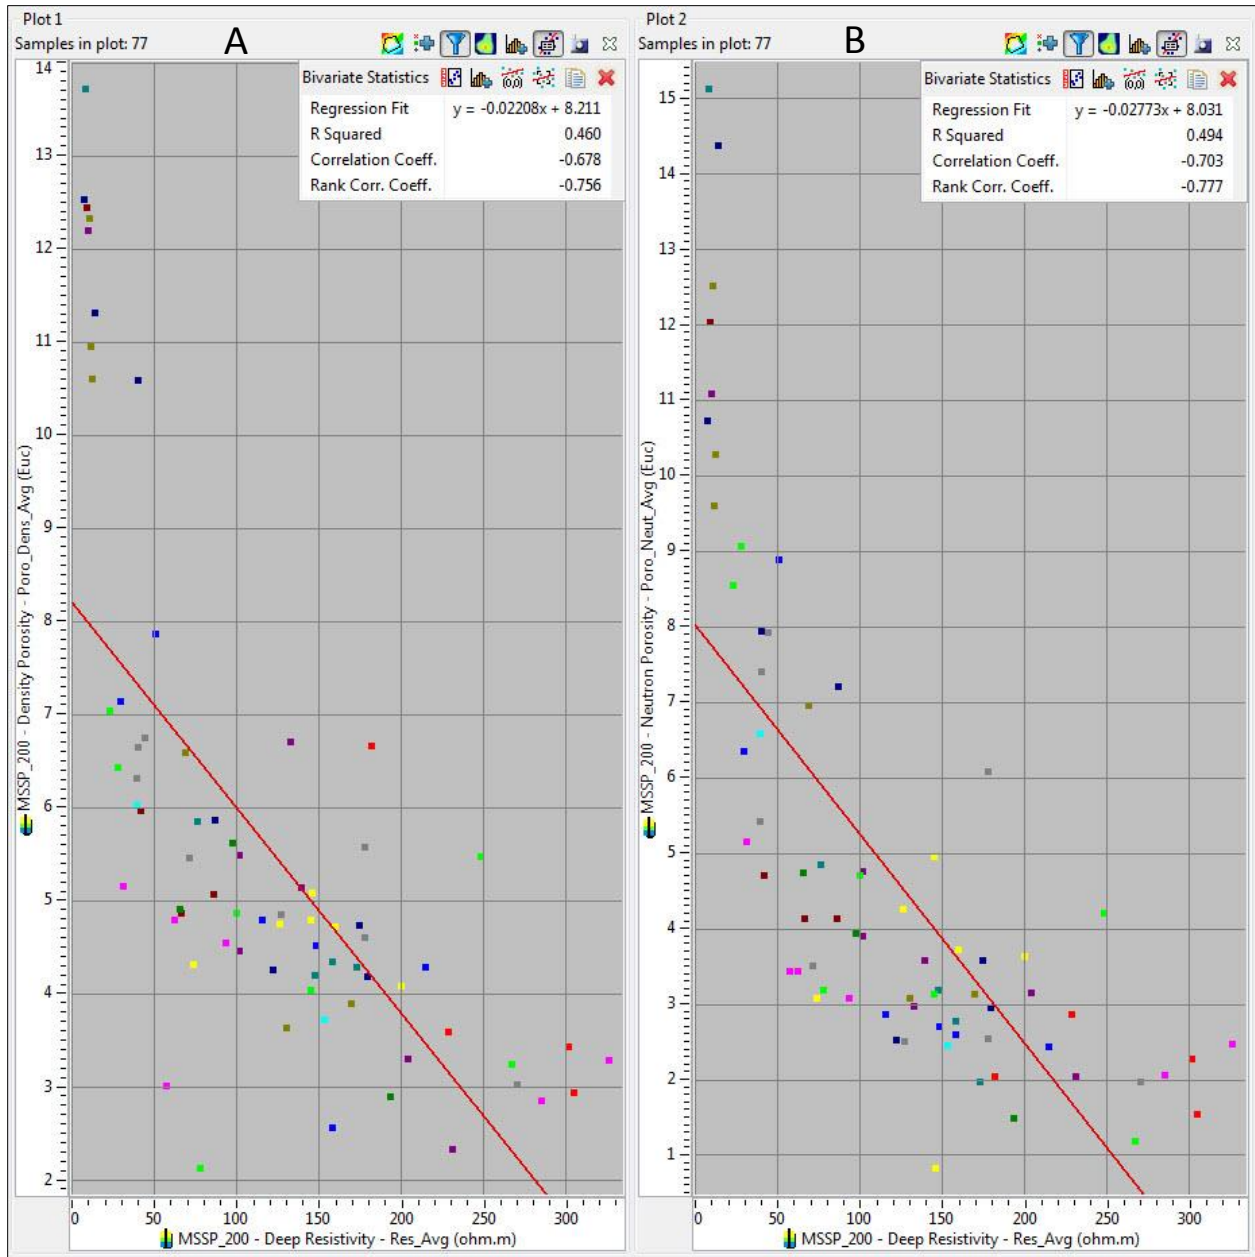 Plot 1
Samples in plot: 77
A
Bivariate Statistics
(0,0)
Regression Fit y = -0.02208x + 8.211
R Squared 0.460
Correlation Coeff. -0.678
Rank Corr. Coeff. -0.756
14
13
12
11
10
9
8
7
6
5
4
3
2
MSSP_200 - Density Porosity - Poro_Dens_Avg (Euc)
0 50 100 150 200 250 300
MSSP_200 - Deep Resistivity - Res_Avg (ohm.m)
Plot 2
Samples in plot: 77
B
Bivariate Statistics
(0,0)
Regression Fit y = -0.02773x + 8.031
R Squared 0.494
Correlation Coeff. -0.703
Rank Corr. Coeff. -0.777
15
14
13
12
11
10
9
8
7
6
5
4
3
2
1
MSSP_200 - Neutron Porosity - Poro_Neut_Avg (Euc)
0 50 100 150 200 250 300
MSSP_200 - Deep Resistivity - Res_Avg (ohm.m)